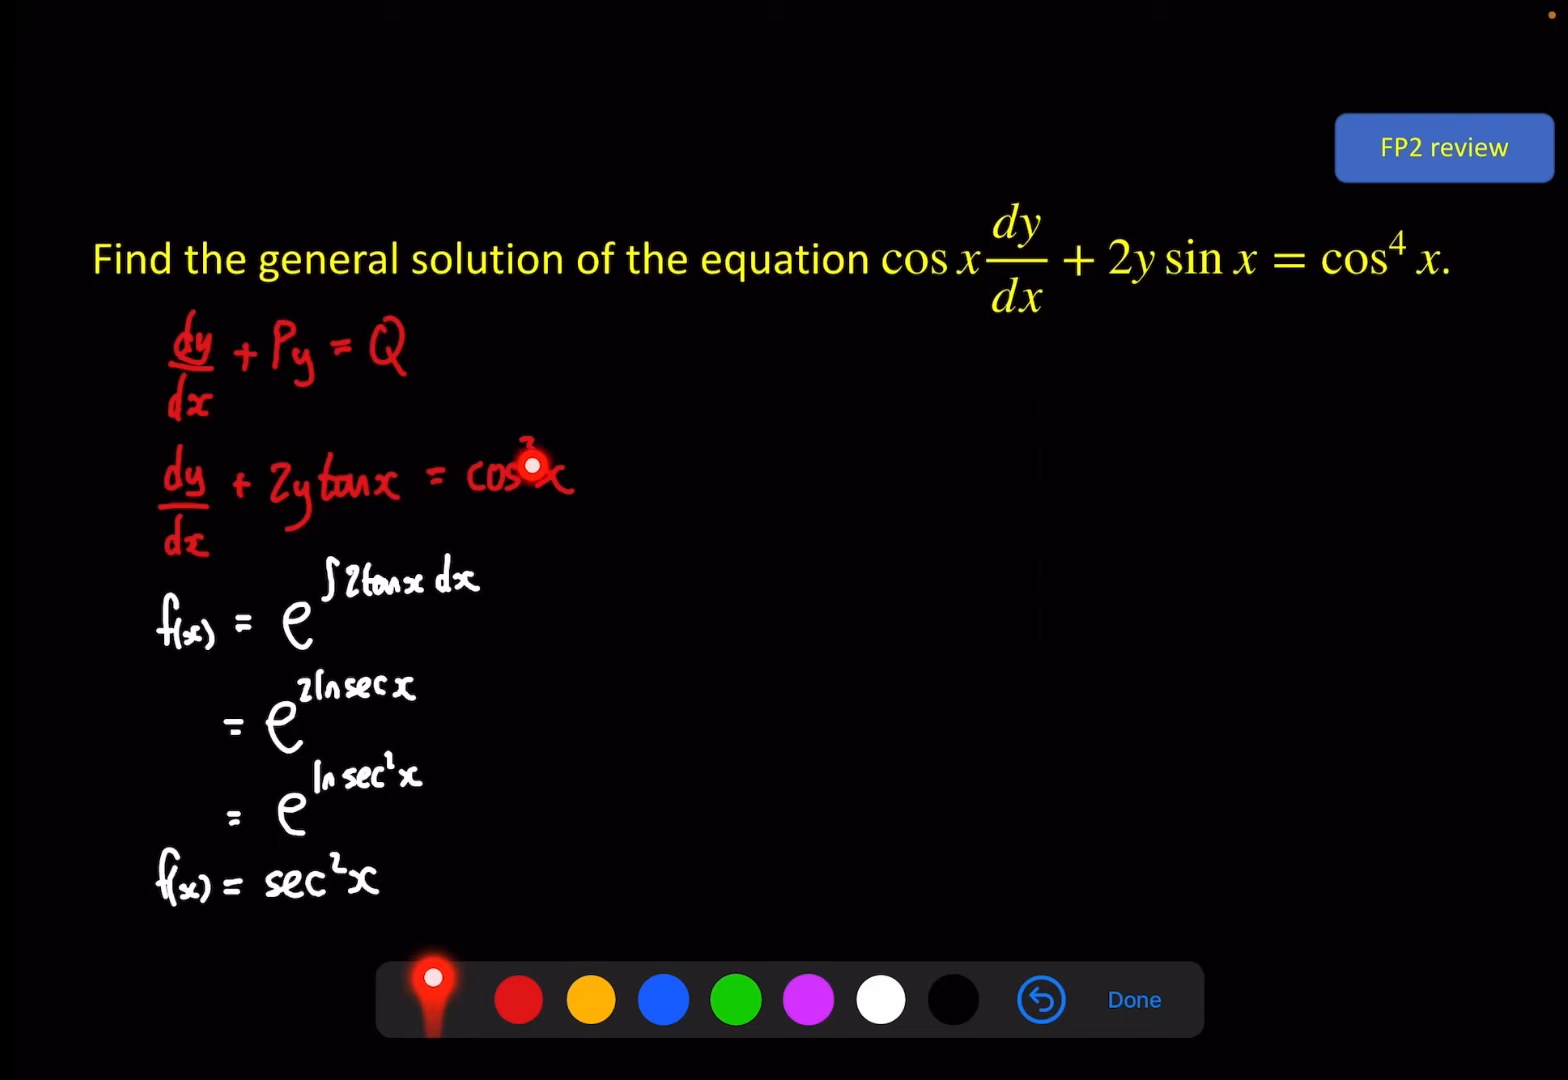 FP2 review
Find the general solution of the equation cos x dy/dx + 2y sin x = cos⁴ x.
dy/dx + Py = Q
dy/dx + 2y tan x = cos³x
f(x) = e^∫2tanx dx
= e^2ln sec x
= e^ln sec²x
f(x) = sec²x
Done